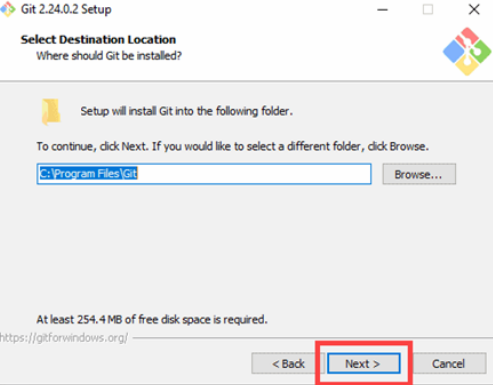 Git 2.24.0.2 Setup
Select Destination Location
Where should Git be installed?
Setup will install Git into the following folder.
To continue, click Next. If you would like to select a different folder, click Browse.
C:\Program Files\Git
Browse...
At least 254.4 MB of free disk space is required.
https://gitforwindows.org/
< Back
Next >
Cancel